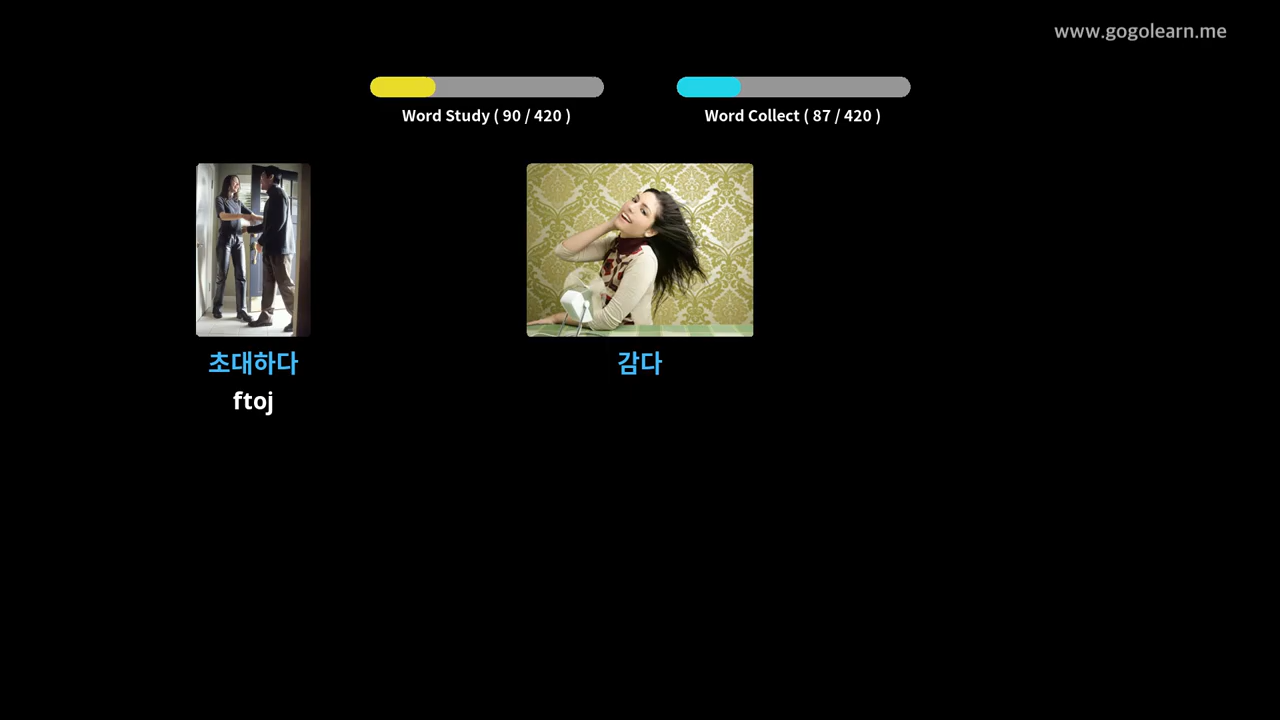 www.gogolearn.me
Word Study ( 90 / 420 )
Word Collect ( 87 / 420 )
초대하다
ftoj
감다